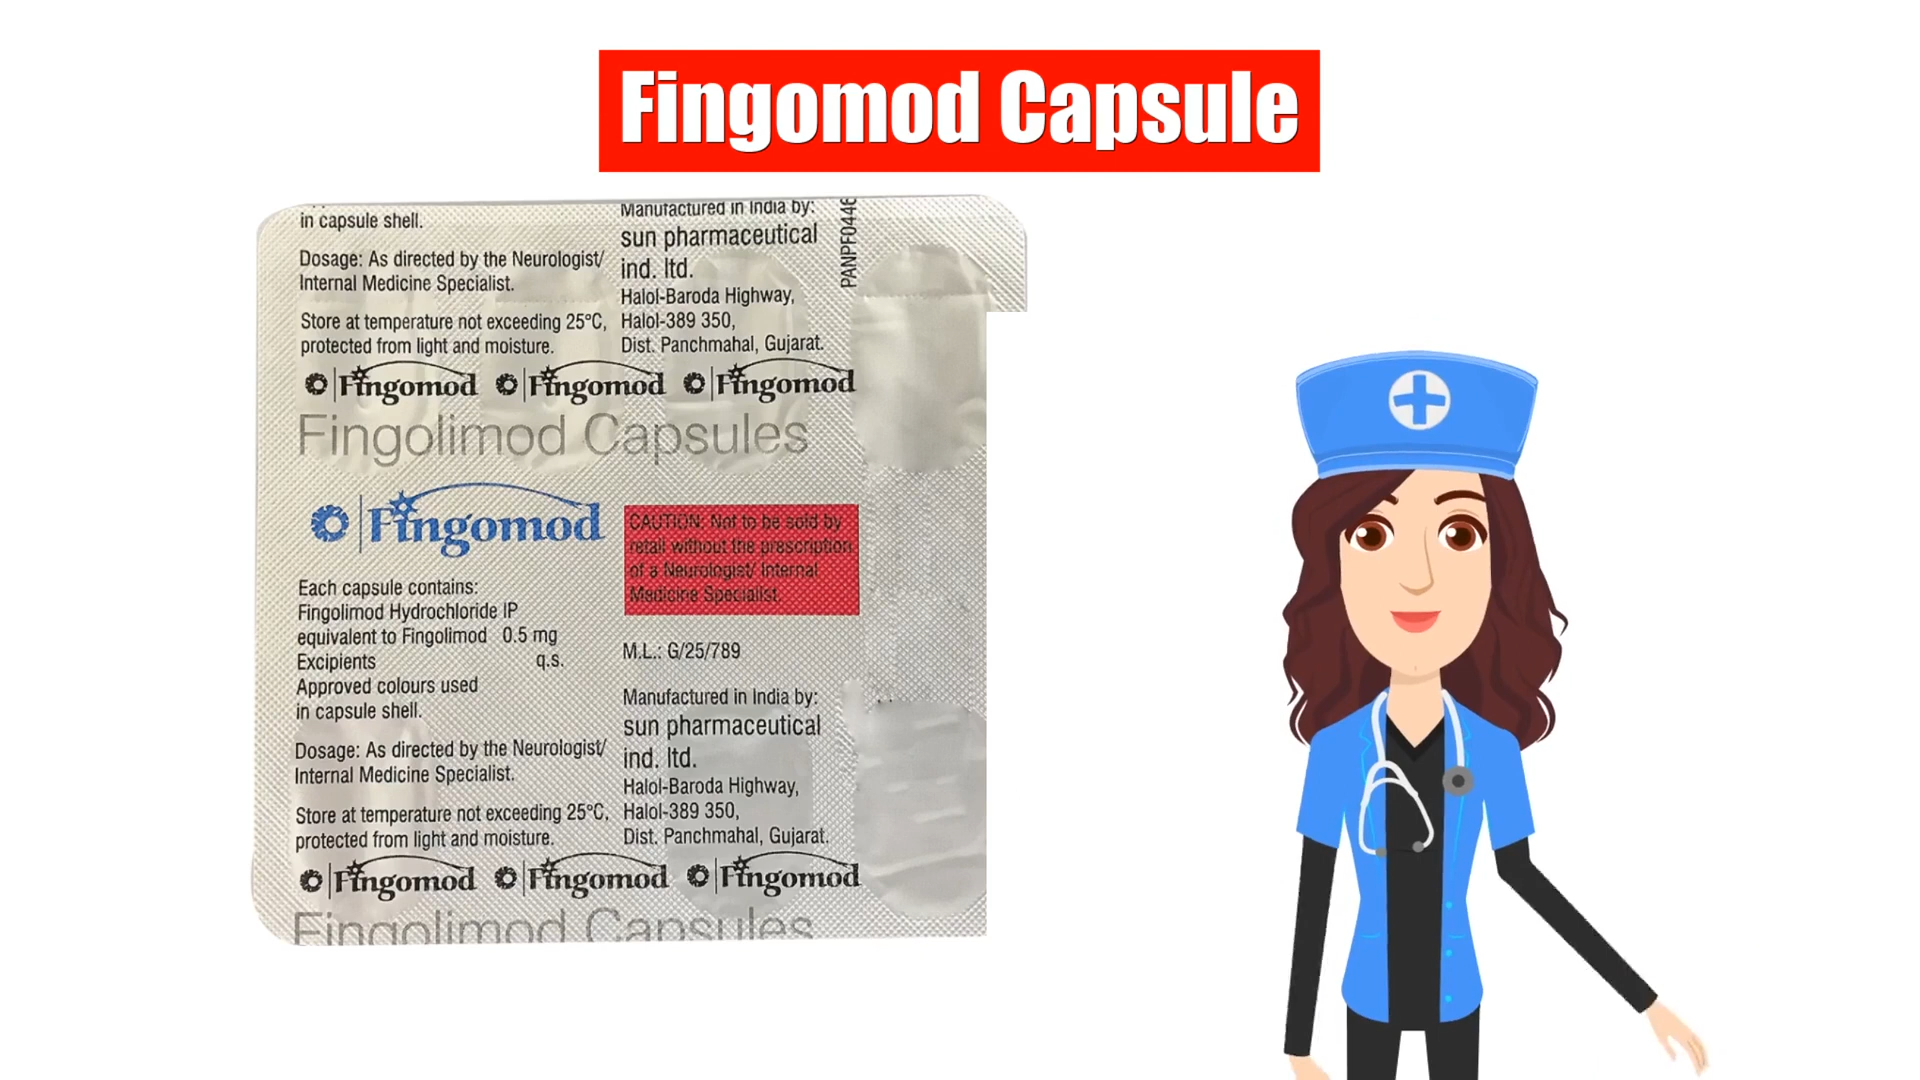 Fingomod Capsule
in capsule shell.
Dosage: As directed by the Neurologist/
Internal Medicine Specialist.
Store at temperature not exceeding 25°C,
protected from light and moisture.
Manufactured in India by:
sun pharmaceutical
ind. ltd.
Halol-Baroda Highway,
Halol-389 350,
Dist. Panchmahal, Gujarat.
PANPF0446
Fingomod Fingomod Fingomod
Fingolimod Capsules
Fingomod
Each capsule contains:
Fingolimod Hydrochloride IP
equivalent to Fingolimod 0.5 mg
Excipients q.s.
Approved colours used
in capsule shell.
Dosage: As directed by the Neurologist/
Internal Medicine Specialist.
Store at temperature not exceeding 25°C,
protected from light and moisture.
CAUTION: Not to be sold by
retail without the prescription
of a Neurologist/ Internal
Medicine Specialist.
M.L.: G/25/789
Manufactured in India by:
sun pharmaceutical
ind. ltd.
Halol-Baroda Highway,
Halol-389 350,
Dist. Panchmahal, Gujarat.
Fingomod Fingomod Fingomod
Fingolimod Capsules